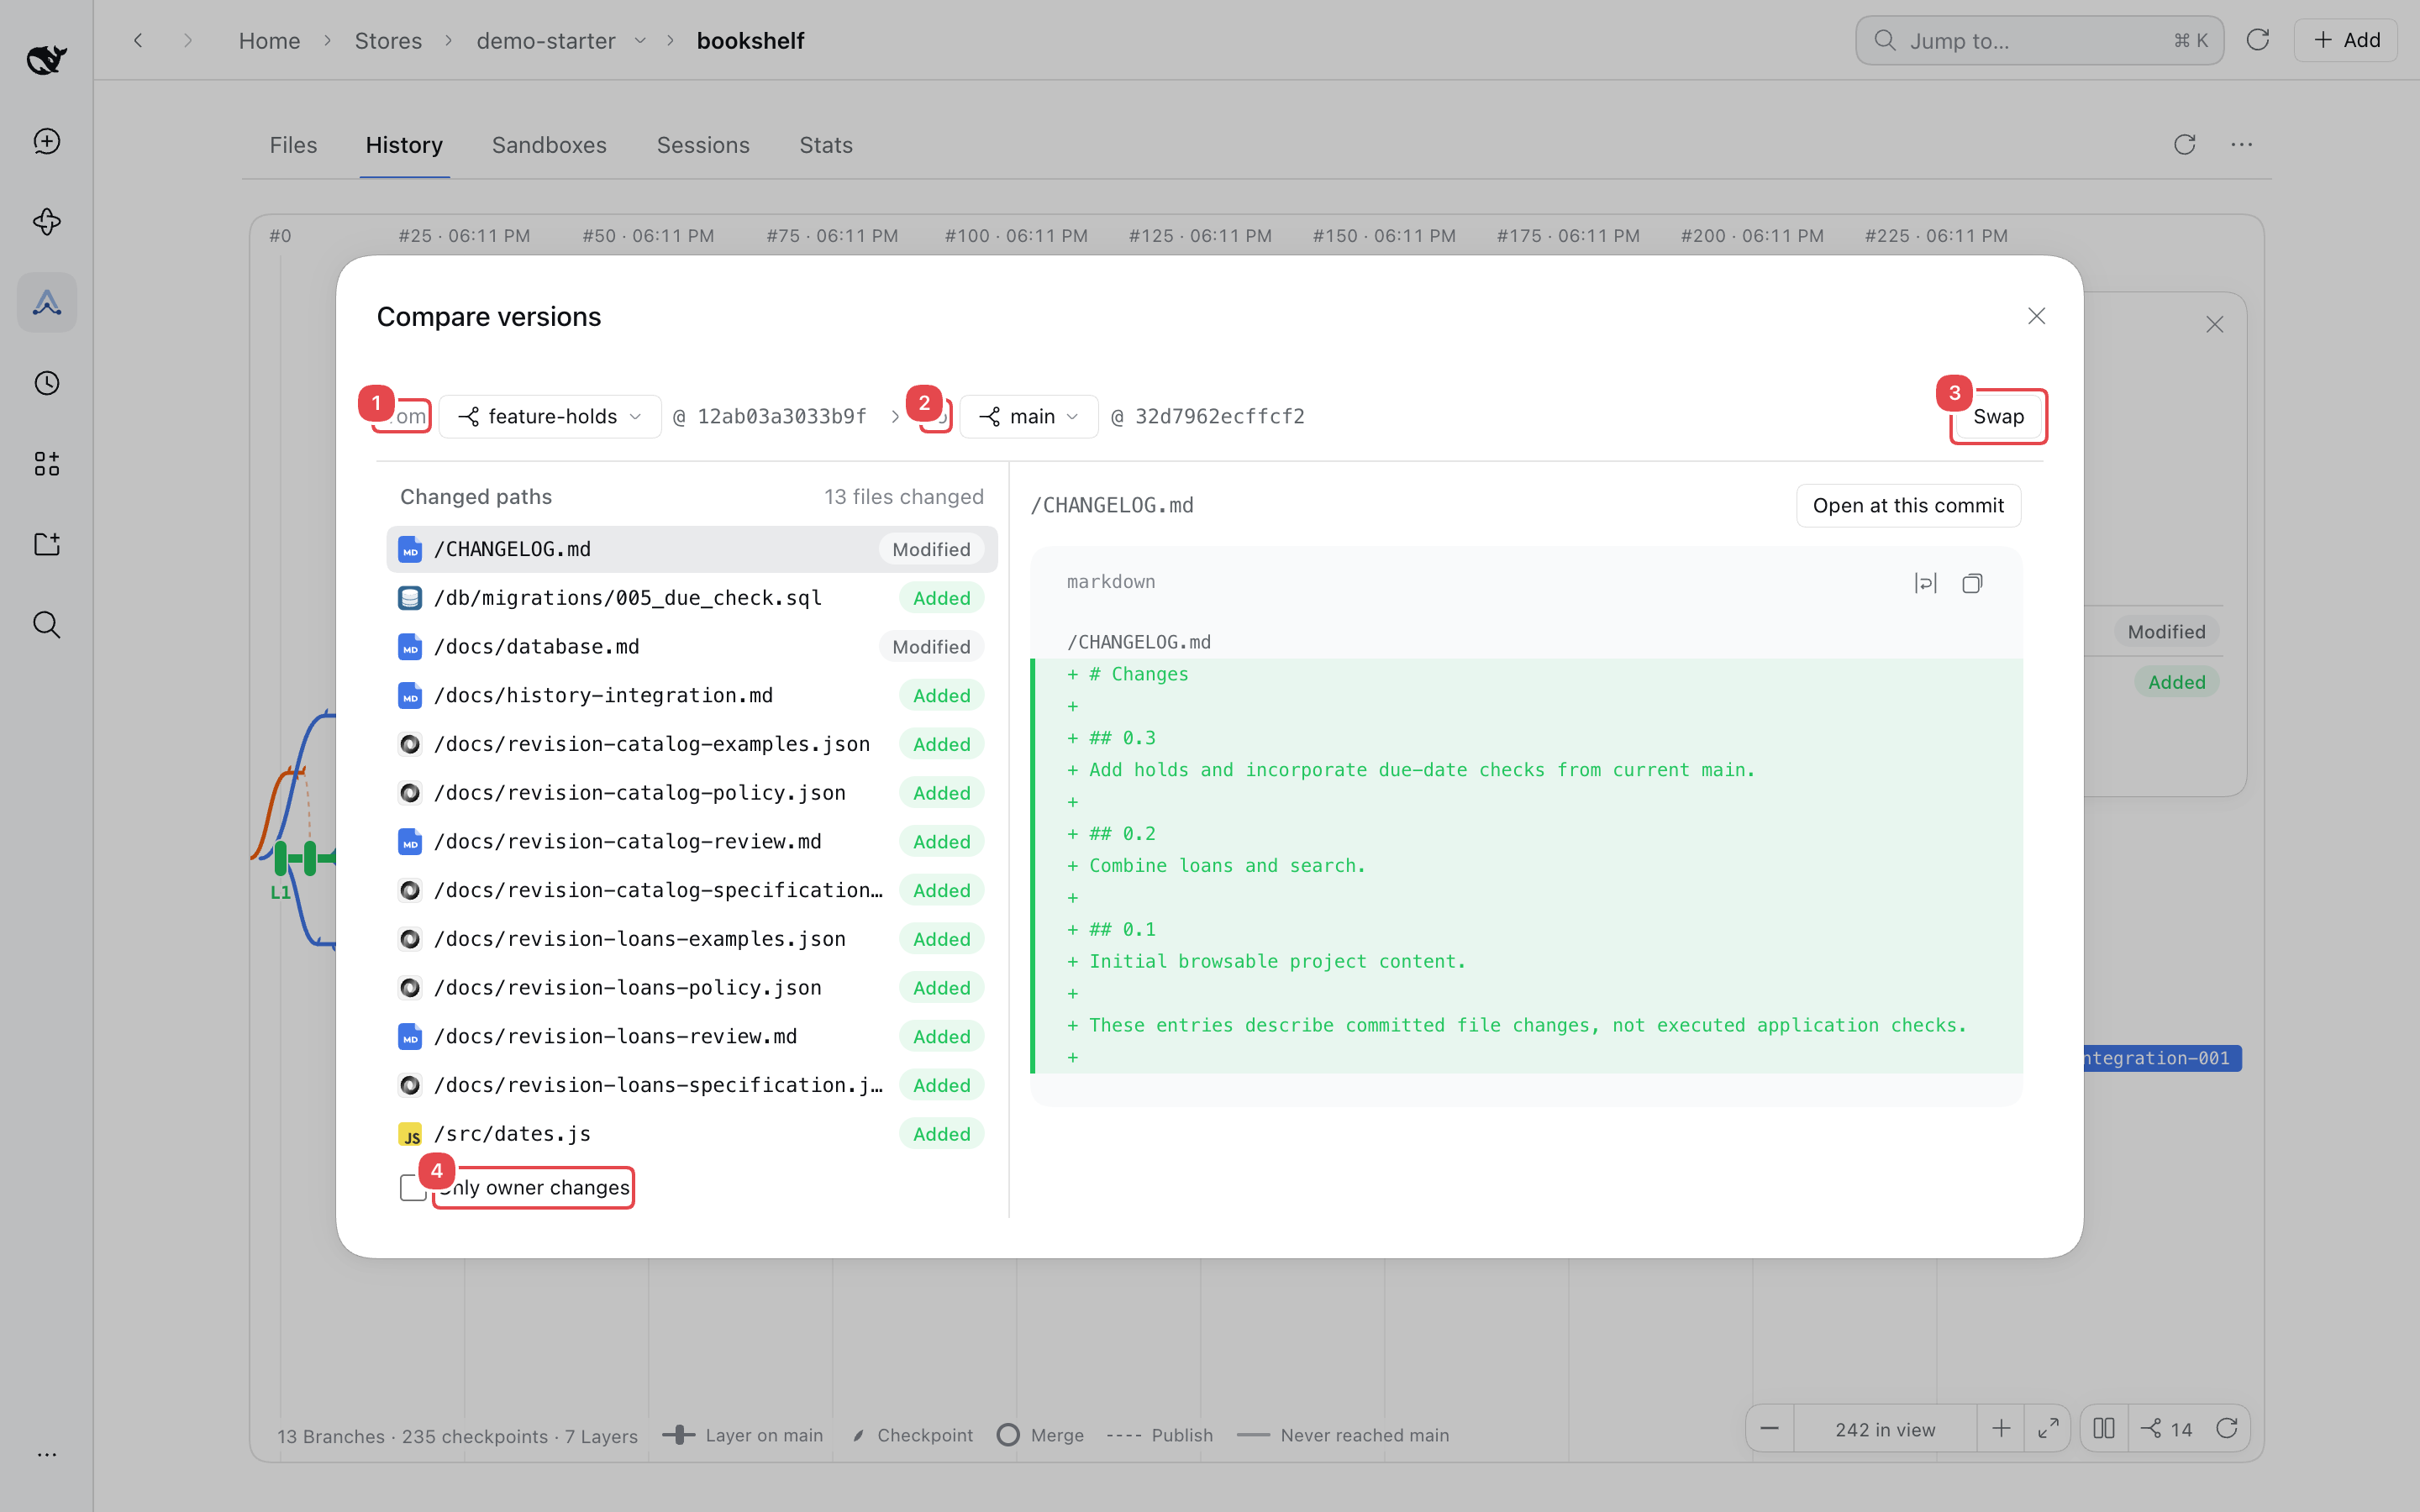 Home > Stores > demo-starter > bookshelf
Jump to... ⌘ K
+ Add
Files History Sandboxes Sessions Stats
#0 #25 · 06:11 PM #50 · 06:11 PM #75 · 06:11 PM #100 · 06:11 PM #125 · 06:11 PM #150 · 06:11 PM #175 · 06:11 PM #200 · 06:11 PM #225 · 06:11 PM
Compare versions
1 2 3
feature-holds @ 12ab03a3033b9f > main @ 32d7962ecffcf2 Swap
Changed paths 13 files changed
/CHANGELOG.md Modified
/db/migrations/005_due_check.sql Added
/docs/database.md Modified
/docs/history-integration.md Added
/docs/revision-catalog-examples.json Added
/docs/revision-catalog-policy.json Added
/docs/revision-catalog-review.md Added
/docs/revision-catalog-specification… Added
/docs/revision-loans-examples.json Added
/docs/revision-loans-policy.json Added
/docs/revision-loans-review.md Added
/docs/revision-loans-specification.j… Added
/src/dates.js Added
4
owner changes
/CHANGELOG.md Open at this commit
markdown
/CHANGELOG.md
+ # Changes
+
+ ## 0.3
+ Add holds and incorporate due-date checks from current main.
+
+ ## 0.2
+ Combine loans and search.
+
+ ## 0.1
+ Initial browsable project content.
+
+ These entries describe committed file changes, not executed application checks.
+
Modified
Added
L1
ntegration-001
13 Branches · 235 checkpoints · 7 Layers Layer on main Checkpoint Merge Publish Never reached main
242 in view 14